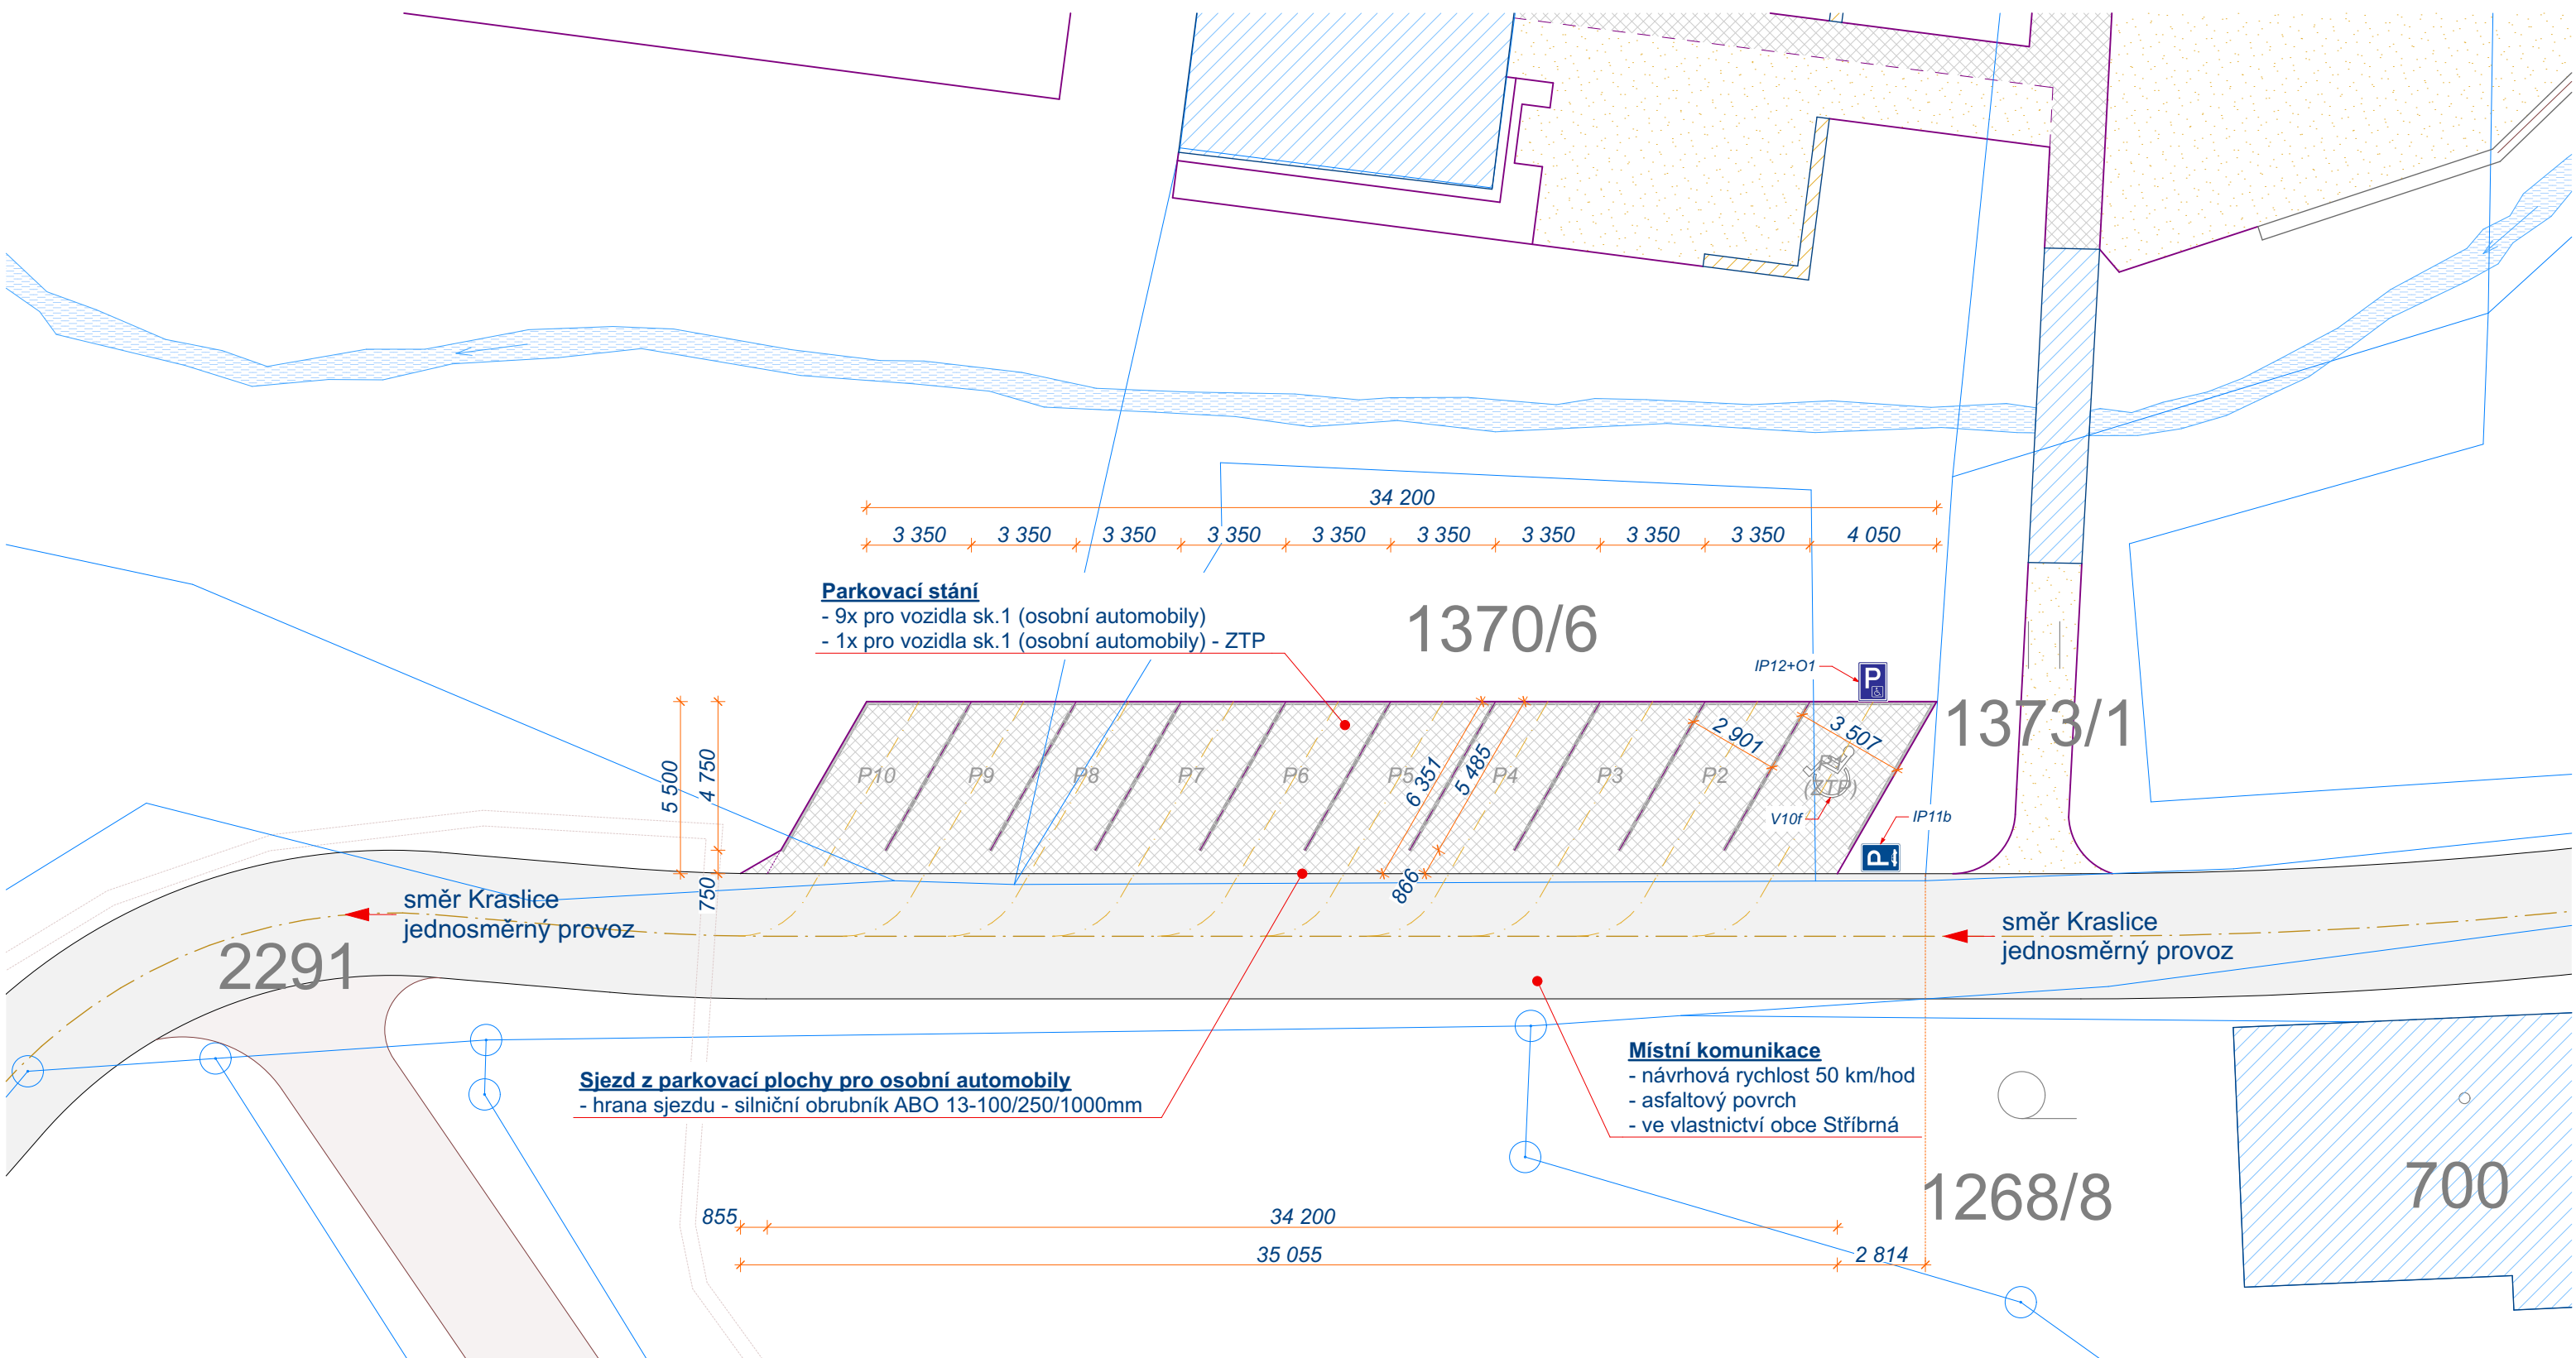 34 200
3 350
3 350
3 350
3 350
3 350
3 350
3 350
3 350
3 350
4 050
Parkovací stání
- 9x pro vozidla sk.1 (osobní automobily)
- 1x pro vozidla sk.1 (osobní automobily) - ZTP
1370/6
IP12+O1
P
1373/1
5 500
4 750
750
P10
P9
P8
P7
P6
P5
6 351
5 485
866
P4
P3
P2
2 901
3 507
(ZTP)
V10f
IP11b
P
směr Kraslice
jednosměrný provoz
2291
směr Kraslice
jednosměrný provoz
Sjezd z parkovací plochy pro osobní automobily
- hrana sjezdu - silniční obrubník ABO 13-100/250/1000mm
Místní komunikace
- návrhová rychlost 50 km/hod
- asfaltový povrch
- ve vlastnictví obce Stříbrná
1268/8
700
855
34 200
35 055
2 814